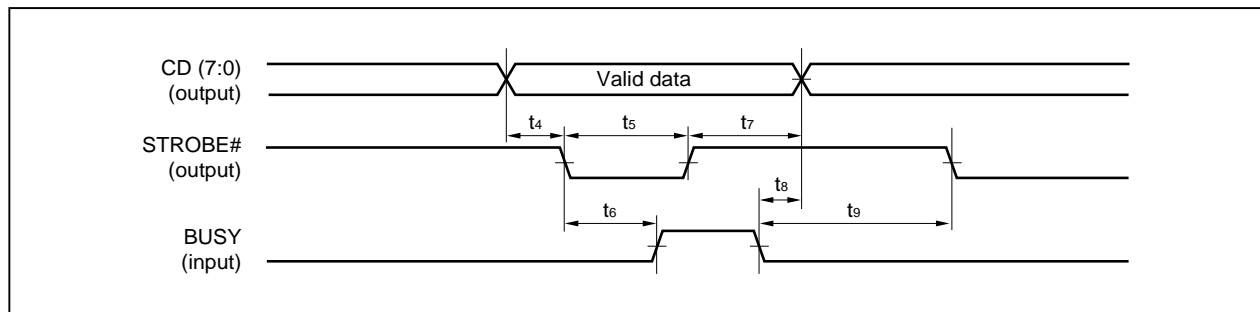 CD (7:0)
(output)
Valid data
t4
t5
t7
STROBE#
(output)
t8
t6
t9
BUSY
(input)